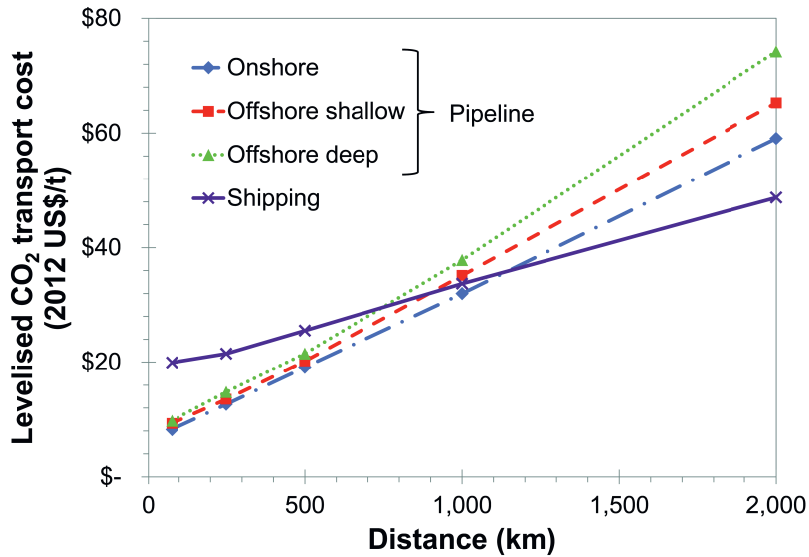 $80
$60
$40
$20
$-
Levelised CO2 transport cost
(2012 US$/t)
Onshore
Offshore shallow
Offshore deep
Shipping
Pipeline
0
500
1,000
1,500
2,000
Distance (km)